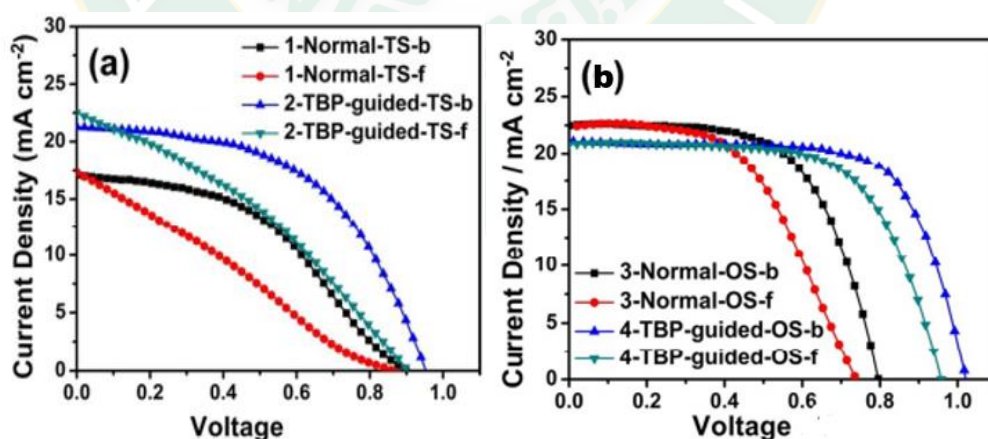 (a)
1-Normal-TS-b
1-Normal-TS-f
2-TBP-guided-TS-b
2-TBP-guided-TS-f
Current Density (mA cm-2)
30
25
20
15
10
5
0
0.0 0.2 0.4 0.6 0.8 1.0
Voltage
(b)
3-Normal-OS-b
3-Normal-OS-f
4-TBP-guided-OS-b
4-TBP-guided-OS-f
Current Density / mA cm-2
30
25
20
15
10
5
0
0.0 0.2 0.4 0.6 0.8 1.0
Voltage